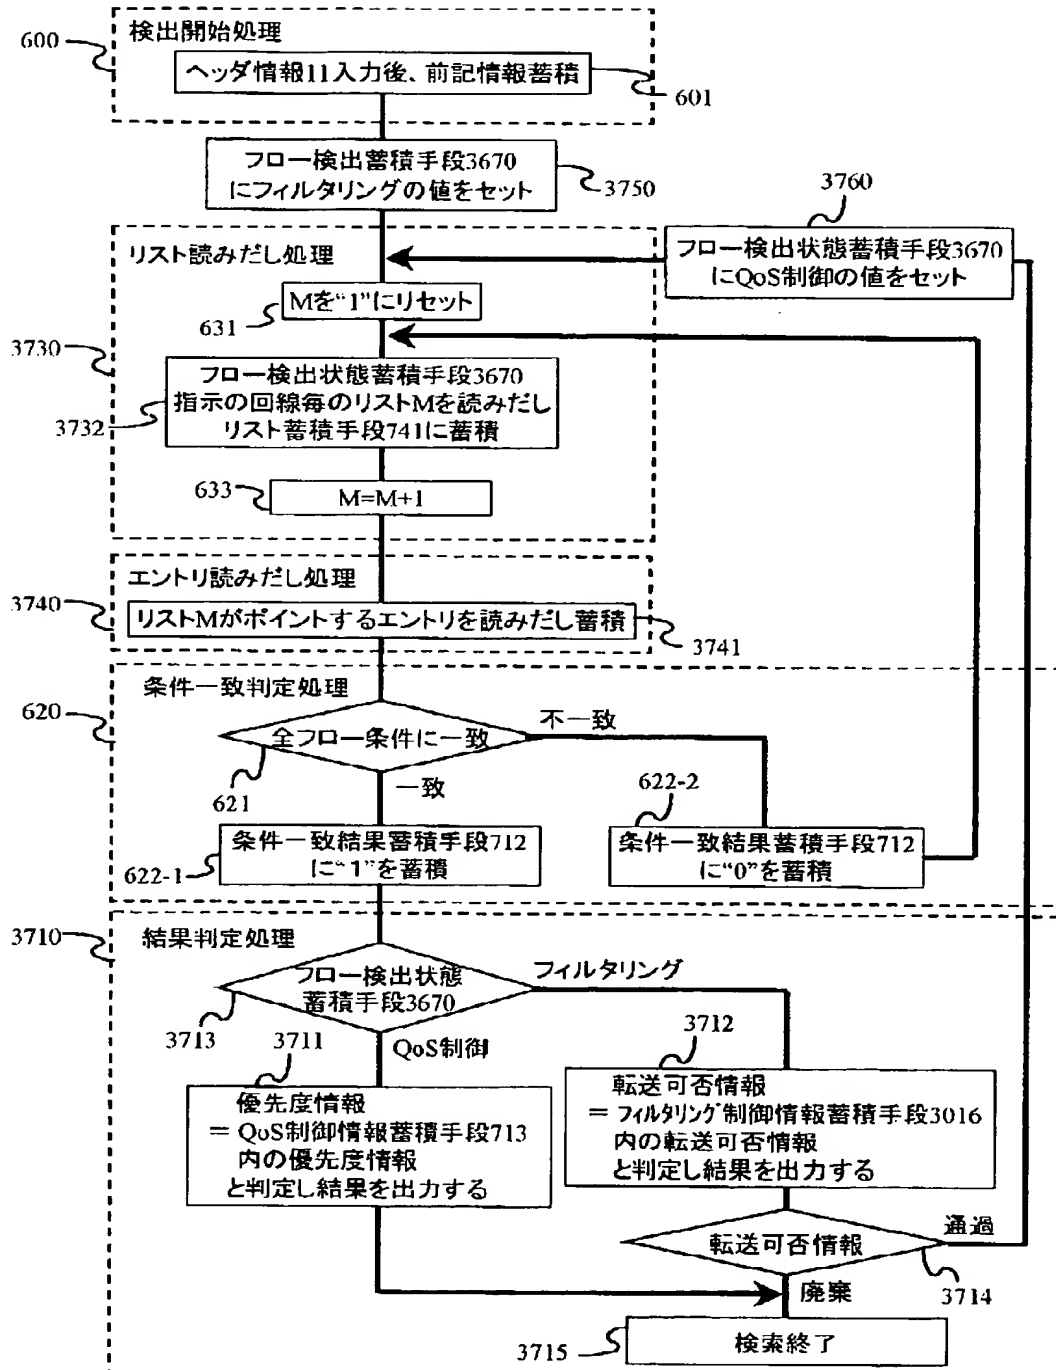 検出開始処理
600
ヘッダ情報11入力後、前記情報蓄積
601
フロー検出蓄積手段3670
にフィルタリングの値をセット
3750
3760
フロー検出状態蓄積手段3670
にQoS制御の値をセット
リスト読みだし処理
Mを“1”にリセット
631
3730
フロー検出状態蓄積手段3670
指示の回線毎のリストMを読みだし
リスト蓄積手段741に蓄積
3732
633
M=M+1
エントリ読みだし処理
3740
リストMがポイントするエントリを読みだし蓄積
3741
条件一致判定処理
620
全フロー条件に一致
不一致
621
一致
622-2
条件一致結果蓄積手段712
に“1”を蓄積
622-1
条件一致結果蓄積手段712
に“0”を蓄積
3710
結果判定処理
フロー検出状態
蓄積手段3670
フィルタリング
3713
3711
QoS制御
3712
優先度情報
= QoS制御情報蓄積手段713
内の優先度情報
と判定し結果を出力する
転送可否情報
= フィルタリング制御情報蓄積手段3016
内の転送可否情報
と判定し結果を出力する
転送可否情報
通過
3714
廃棄
3715
検索終了